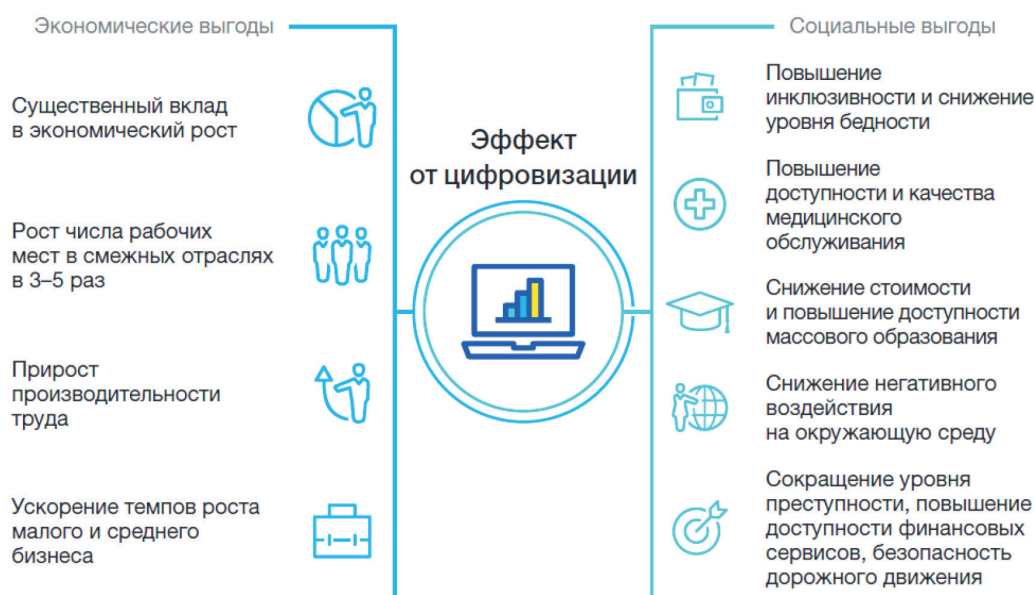 Экономические выгоды
Существенный вклад
в экономический рост
Рост числа рабочих
мест в смежных отраслях
в 3–5 раз
Прирост
производительности
труда
Ускорение темпов роста
малого и среднего
бизнеса
Эффект
от цифровизации
Социальные выгоды
Повышение
инклюзивности и снижение
уровня бедности
Повышение
доступности и качества
медицинского
обслуживания
Снижение стоимости
и повышение доступности
массового образования
Снижение негативного
воздействия
на окружающую среду
Сокращение уровня
преступности, повышение
доступности финансовых
сервисов, безопасность
дорожного движения